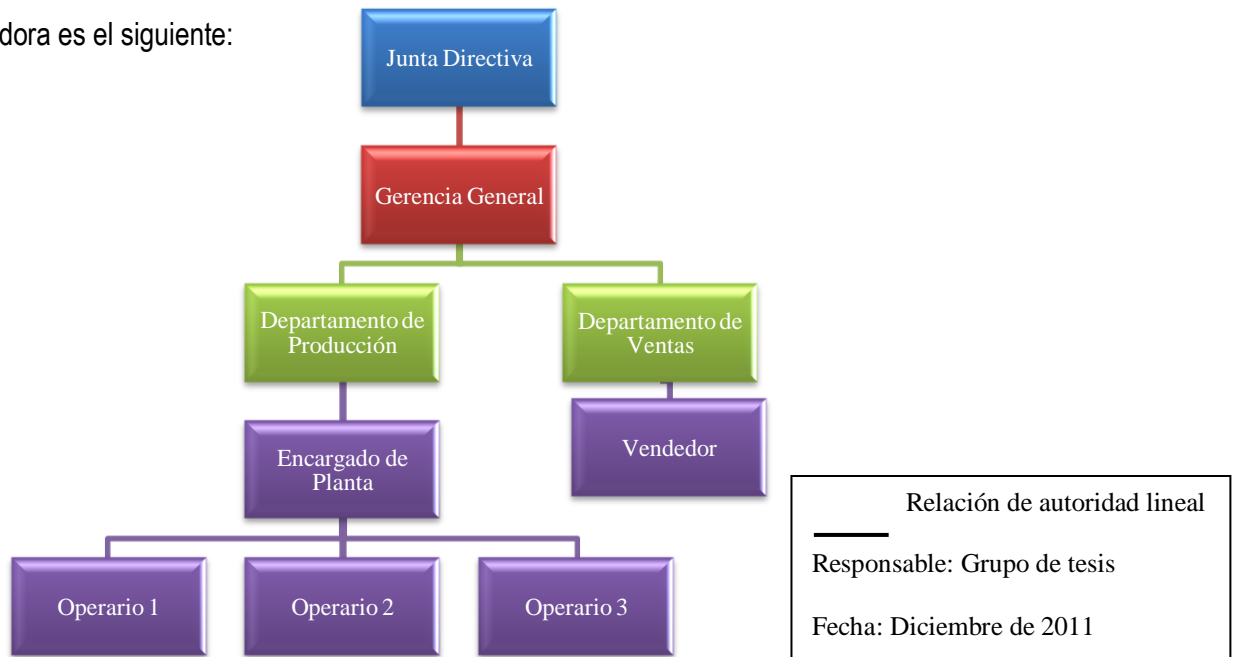 dora es el siguiente:
Junta Directiva
Gerencia General
Departamento de
Producción
Departamento de
Ventas
Encargado de
Planta
Vendedor
Operario 1
Operario 2
Operario 3
Relación de autoridad lineal
Responsable: Grupo de tesis
Fecha: Diciembre de 2011